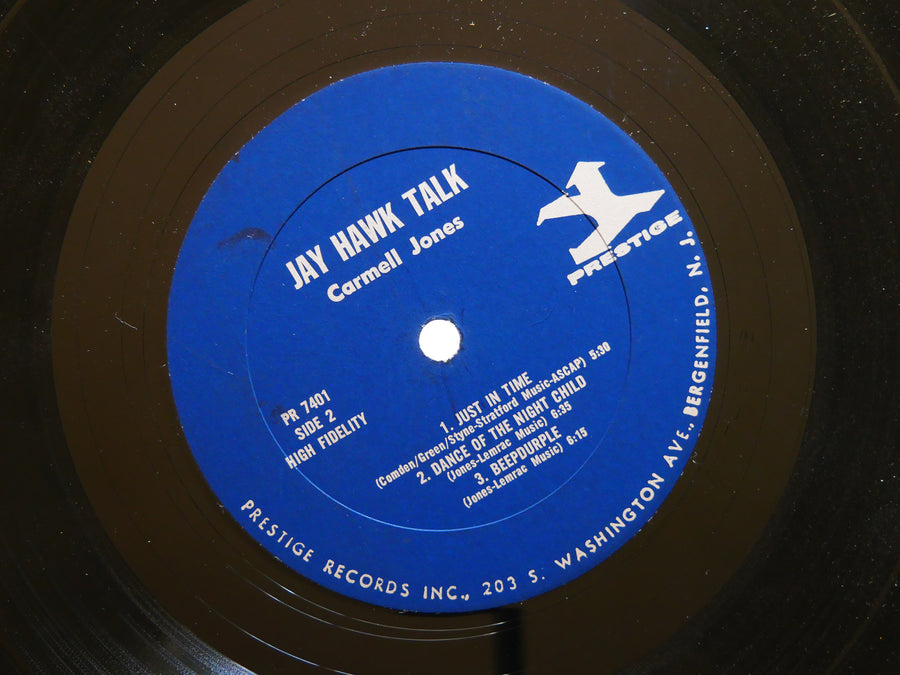 JAY HAWK TALK
Carmell Jones
PRESTIGE
PR 7401
SIDE 2
HIGH FIDELITY
1. JUST IN TIME
(Comden/Green/Styne-Stratford Music-ASCAP) 5:30
2. DANCE OF THE NIGHT CHILD
(Jones-Lemrac Music) 6:35
3. BEEPDURPLE
(Jones-Lemrac Music) 6:15
PRESTIGE RECORDS INC., 203 S. WASHINGTON AVE., BERGENFIELD, N. J.